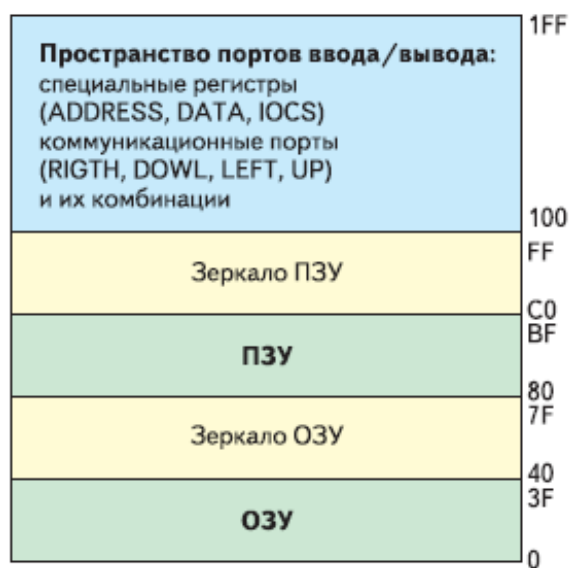 1FF
Пространство портов ввода/вывода:
специальные регистры
(ADDRESS, DATA, IOCS)
коммуникационные порты
(RIGTH, DOWL, LEFT, UP)
и их комбинации
100
FF
Зеркало ПЗУ
C0
BF
ПЗУ
80
7F
Зеркало ОЗУ
40
3F
ОЗУ
0